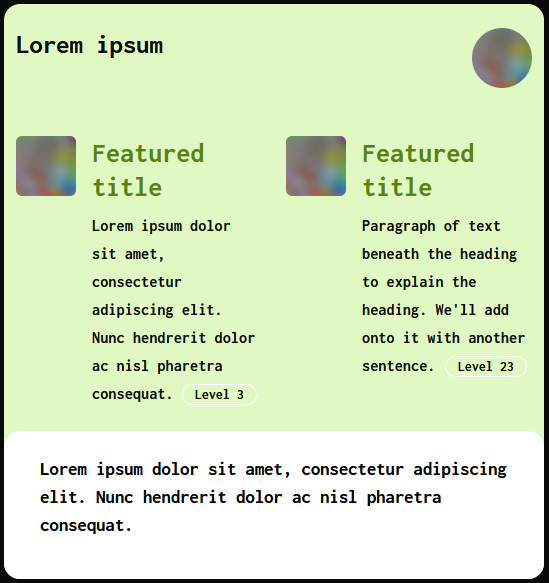 Lorem ipsum
Featured
title
Lorem ipsum dolor
sit amet,
consectetur
adipiscing elit.
Nunc hendrerit dolor
ac nisl pharetra
consequat. Level 3
Featured
title
Paragraph of text
beneath the heading
to explain the
heading. We'll add
onto it with another
sentence. Level 23
Lorem ipsum dolor sit amet, consectetur adipiscing
elit. Nunc hendrerit dolor ac nisl pharetra
consequat.